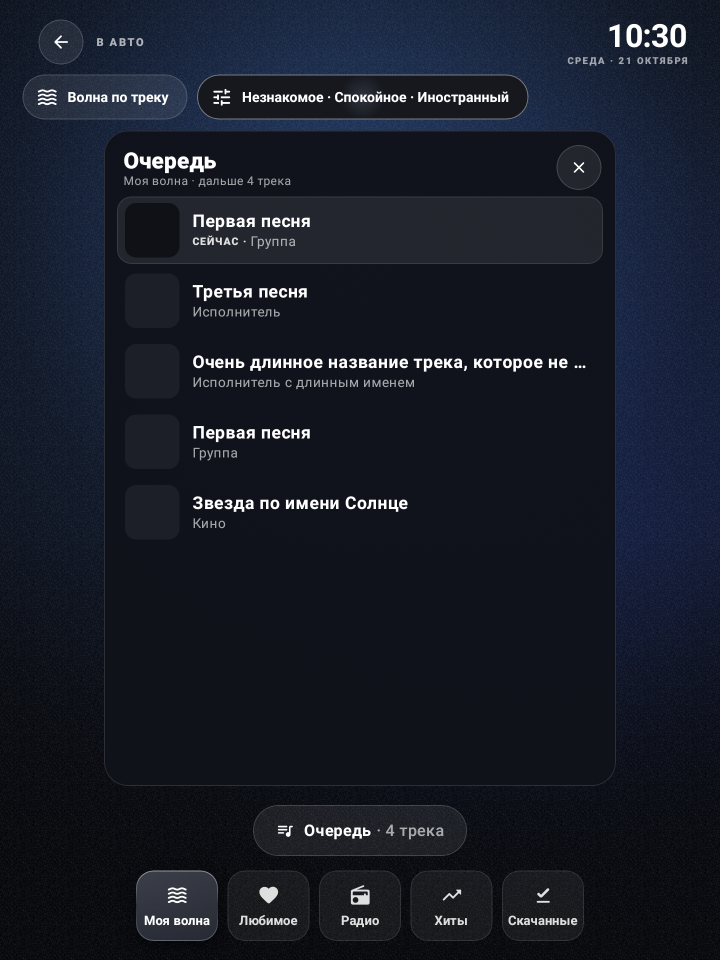 В АВТО
10:30
СРЕДА · 21 ОКТЯБРЯ
Волна по треку
Незнакомое · Спокойное · Иностранный
Очередь
Моя волна · дальше 4 трека
Первая песня
СЕЙЧАС · Группа
Третья песня
Исполнитель
Очень длинное название трека, которое не …
Исполнитель с длинным именем
Первая песня
Группа
Звезда по имени Солнце
Кино
Очередь · 4 трека
Моя волна
Любимое
Радио
Хиты
Скачанные